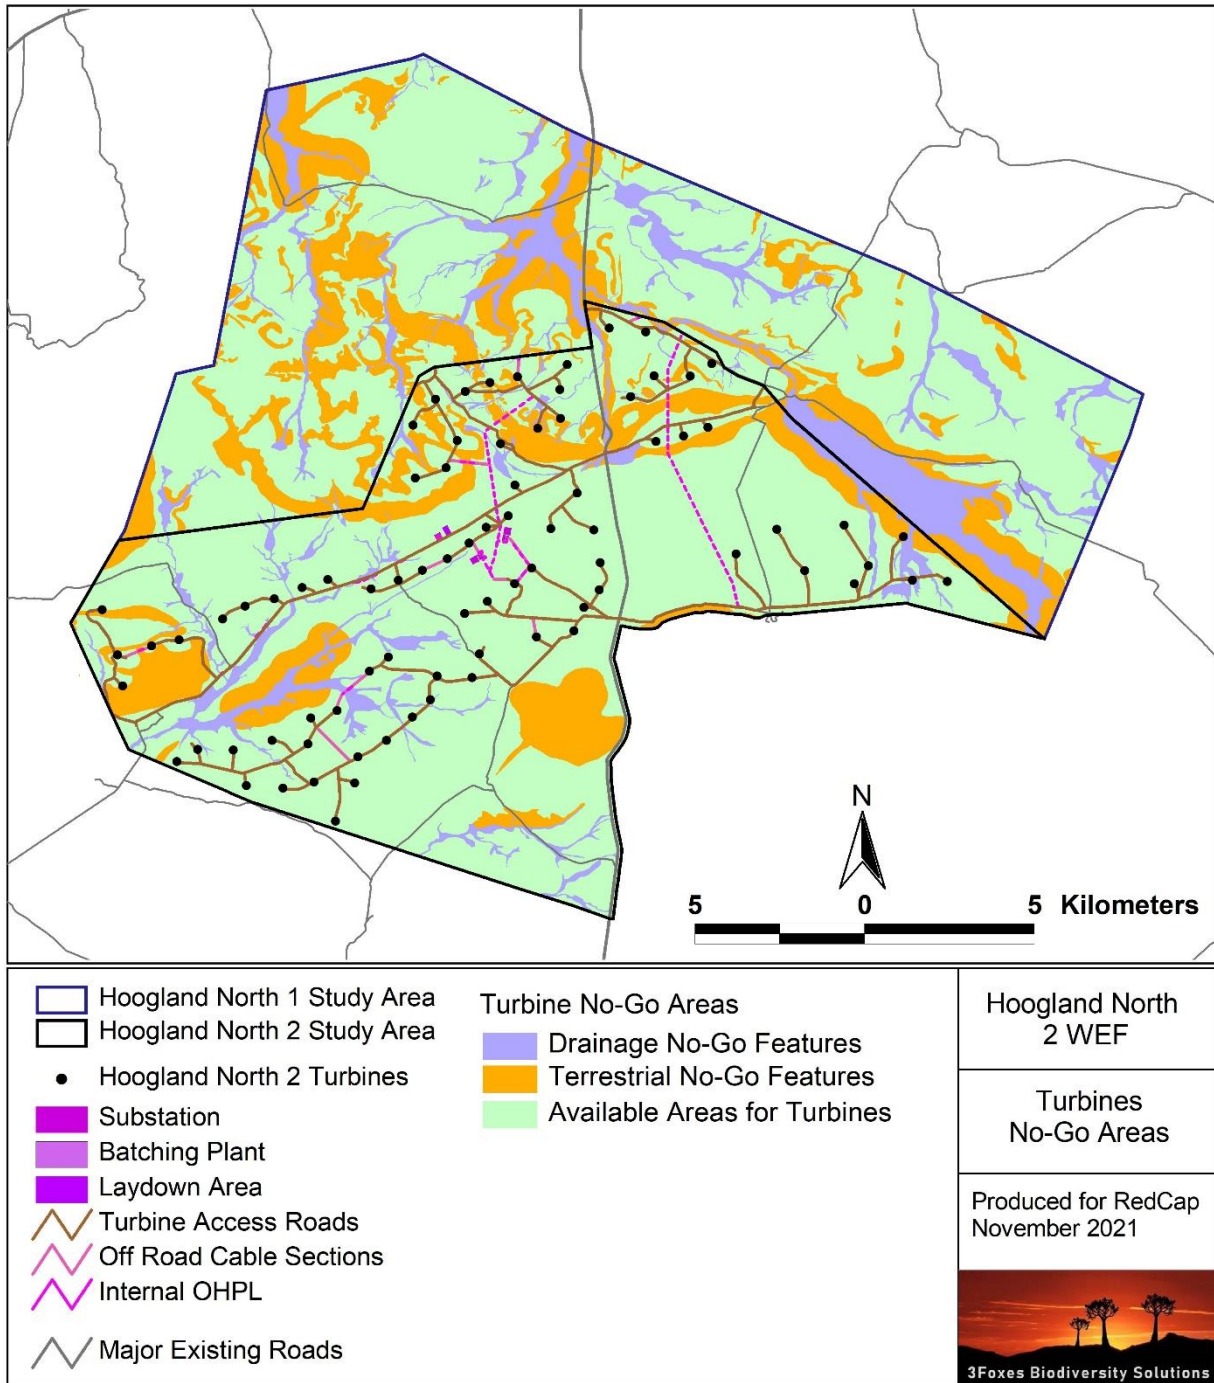 N
5 0 5 Kilometers
Hoogland North 1 Study Area
Hoogland North 2 Study Area
Hoogland North 2 Turbines
Substation
Batching Plant
Laydown Area
Turbine Access Roads
Off Road Cable Sections
Internal OHPL
Major Existing Roads
Turbine No-Go Areas
Drainage No-Go Features
Terrestrial No-Go Features
Available Areas for Turbines
Hoogland North
2 WEF
Turbines
No-Go Areas
Produced for RedCap
November 2021
3Foxes Biodiversity Solutions